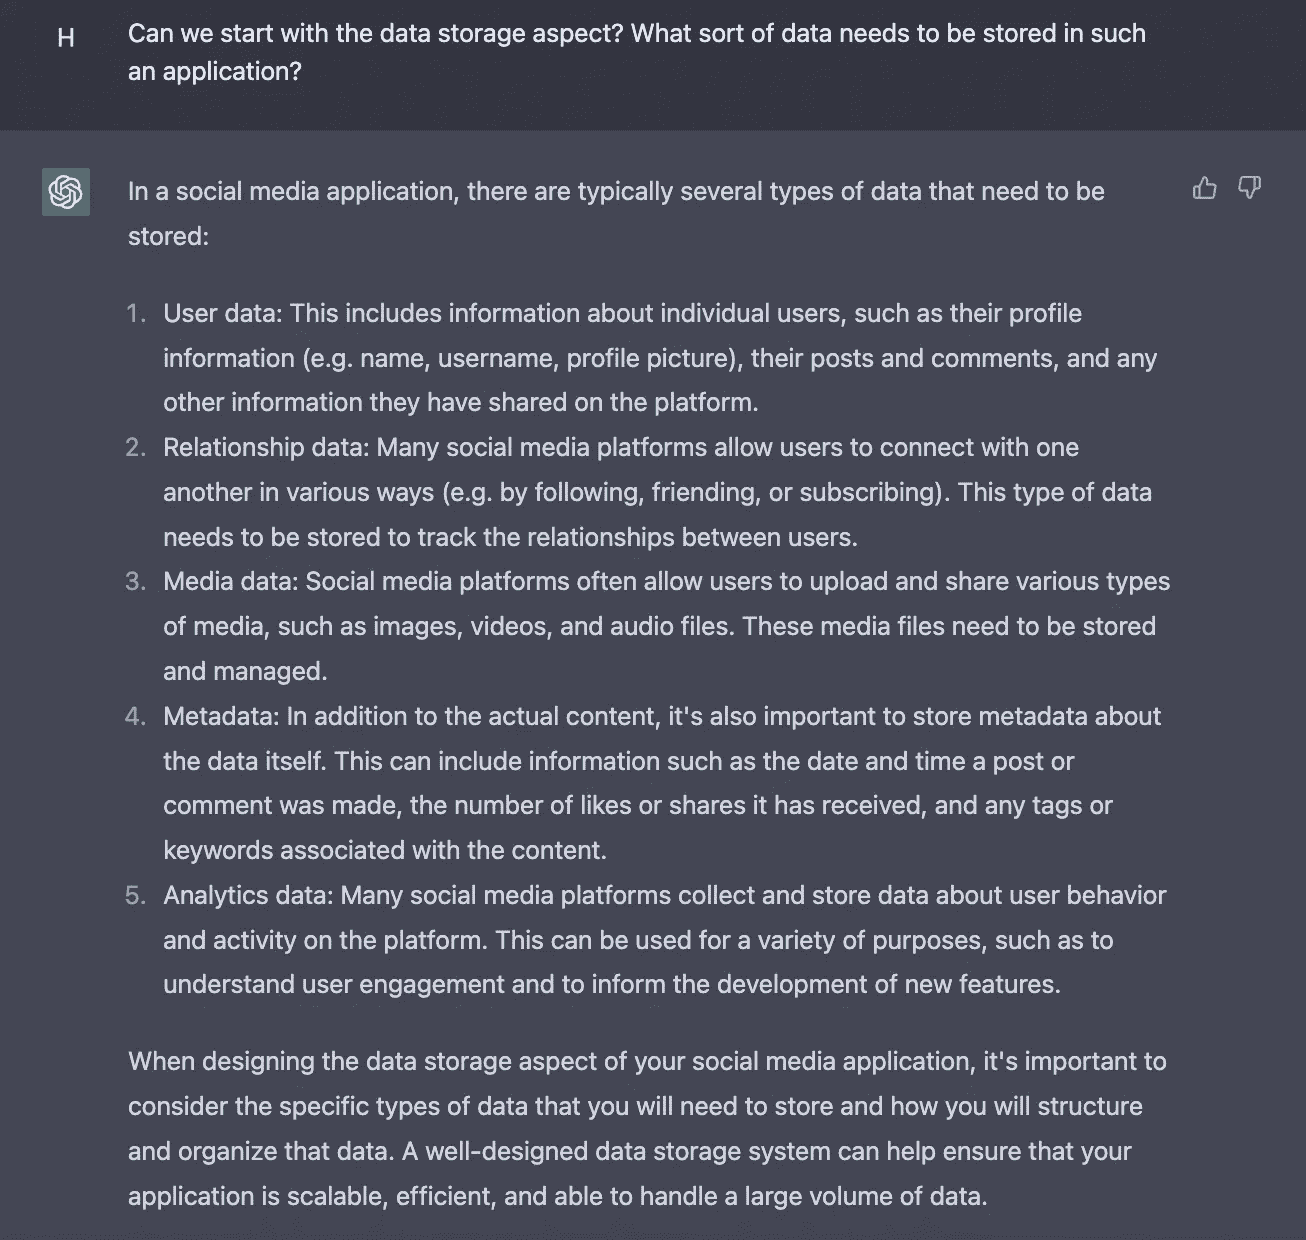 H
Can we start with the data storage aspect? What sort of data needs to be stored in such
an application?
In a social media application, there are typically several types of data that need to be
stored:
1. User data: This includes information about individual users, such as their profile
information (e.g. name, username, profile picture), their posts and comments, and any
other information they have shared on the platform.
2. Relationship data: Many social media platforms allow users to connect with one
another in various ways (e.g. by following, friending, or subscribing). This type of data
needs to be stored to track the relationships between users.
3. Media data: Social media platforms often allow users to upload and share various types
of media, such as images, videos, and audio files. These media files need to be stored
and managed.
4. Metadata: In addition to the actual content, it's also important to store metadata about
the data itself. This can include information such as the date and time a post or
comment was made, the number of likes or shares it has received, and any tags or
keywords associated with the content.
5. Analytics data: Many social media platforms collect and store data about user behavior
and activity on the platform. This can be used for a variety of purposes, such as to
understand user engagement and to inform the development of new features.
When designing the data storage aspect of your social media application, it's important to
consider the specific types of data that you will need to store and how you will structure
and organize that data. A well-designed data storage system can help ensure that your
application is scalable, efficient, and able to handle a large volume of data.